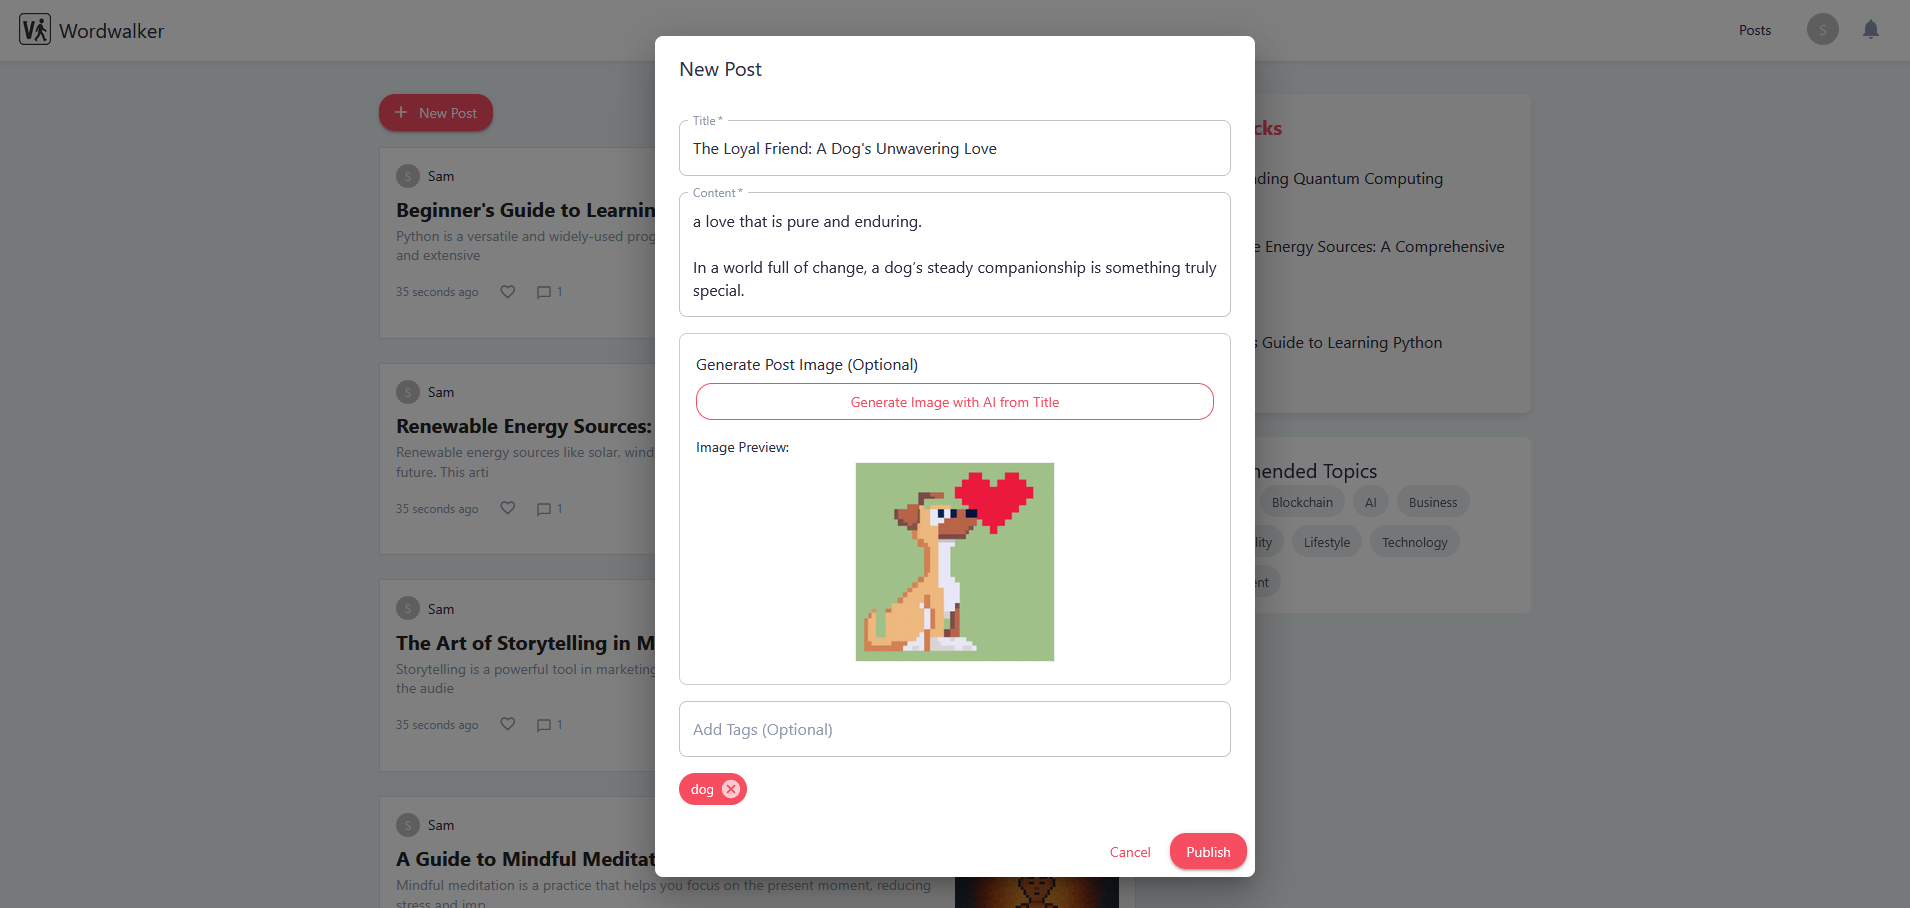 Wordwalker
Posts
S
New Post
S
Sam
Beginner's Guide to Learnin
Python is a versatile and widely-used prog
and extensive
35 seconds ago
1
S
Sam
Renewable Energy Sources:
Renewable energy sources like solar, wind
future. This arti
35 seconds ago
1
S
Sam
The Art of Storytelling in M
Storytelling is a powerful tool in marketing
the audie
35 seconds ago
1
S
Sam
A Guide to Mindful Meditat
Mindful meditation is a practice that helps you focus on the present moment, reducing
stress and imp
New Post
Title *
The Loyal Friend: A Dog's Unwavering Love
Content *
a love that is pure and enduring.
In a world full of change, a dog’s steady companionship is something truly
special.
Generate Post Image (Optional)
Generate Image with AI from Title
Image Preview:
Add Tags (Optional)
dog
Cancel
Publish
cks
ding Quantum Computing
e Energy Sources: A Comprehensive
s Guide to Learning Python
ended Topics
Blockchain
AI
Business
lity
Lifestyle
Technology
ent